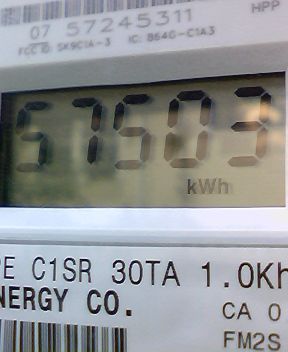 HPP
07 57245311
FCC ID: SK9C1A-3 IC: 864G-C1A3
57503
kWh
PE C1SR 30TA 1.0Kh
NERGY CO.
CA 0
FM2S